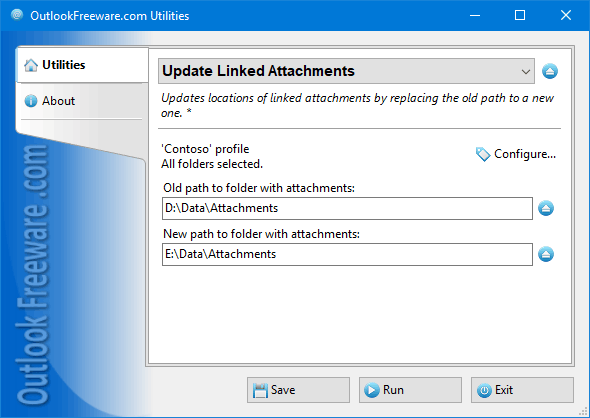 OutlookFreeware.com Utilities
Utilities
About
Outlook Freeware .com
Update Linked Attachments
Updates locations of linked attachments by replacing the old path to a new
one. *
'Contoso' profile
All folders selected.
Configure...
Old path to folder with attachments:
D:\Data\Attachments
New path to folder with attachments:
E:\Data\Attachments
Save
Run
Exit